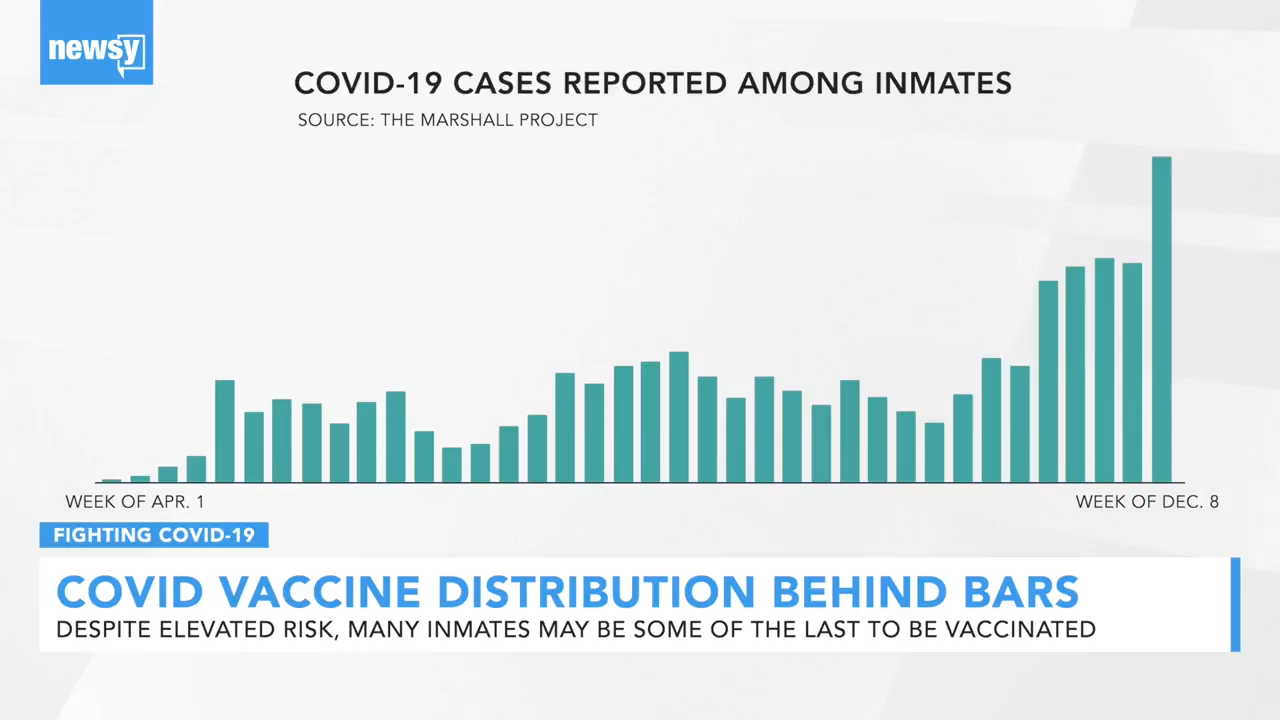 newsy
COVID-19 CASES REPORTED AMONG INMATES
SOURCE: THE MARSHALL PROJECT
WEEK OF APR. 1
WEEK OF DEC. 8
FIGHTING COVID-19
COVID VACCINE DISTRIBUTION BEHIND BARS
DESPITE ELEVATED RISK, MANY INMATES MAY BE SOME OF THE LAST TO BE VACCINATED